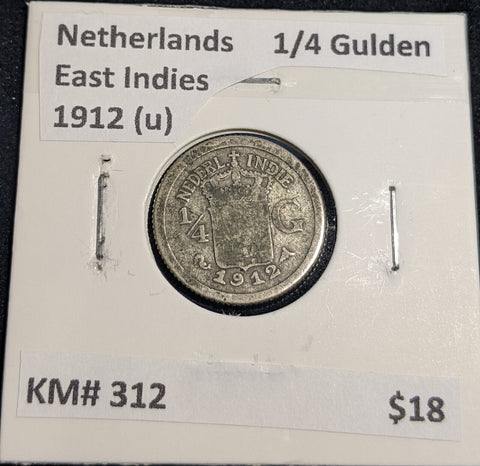 Netherlands 1/4 Gulden
East Indies
1912 (u)
NEDERL. INDIE
1/4 G
1912
KM# 312 $18